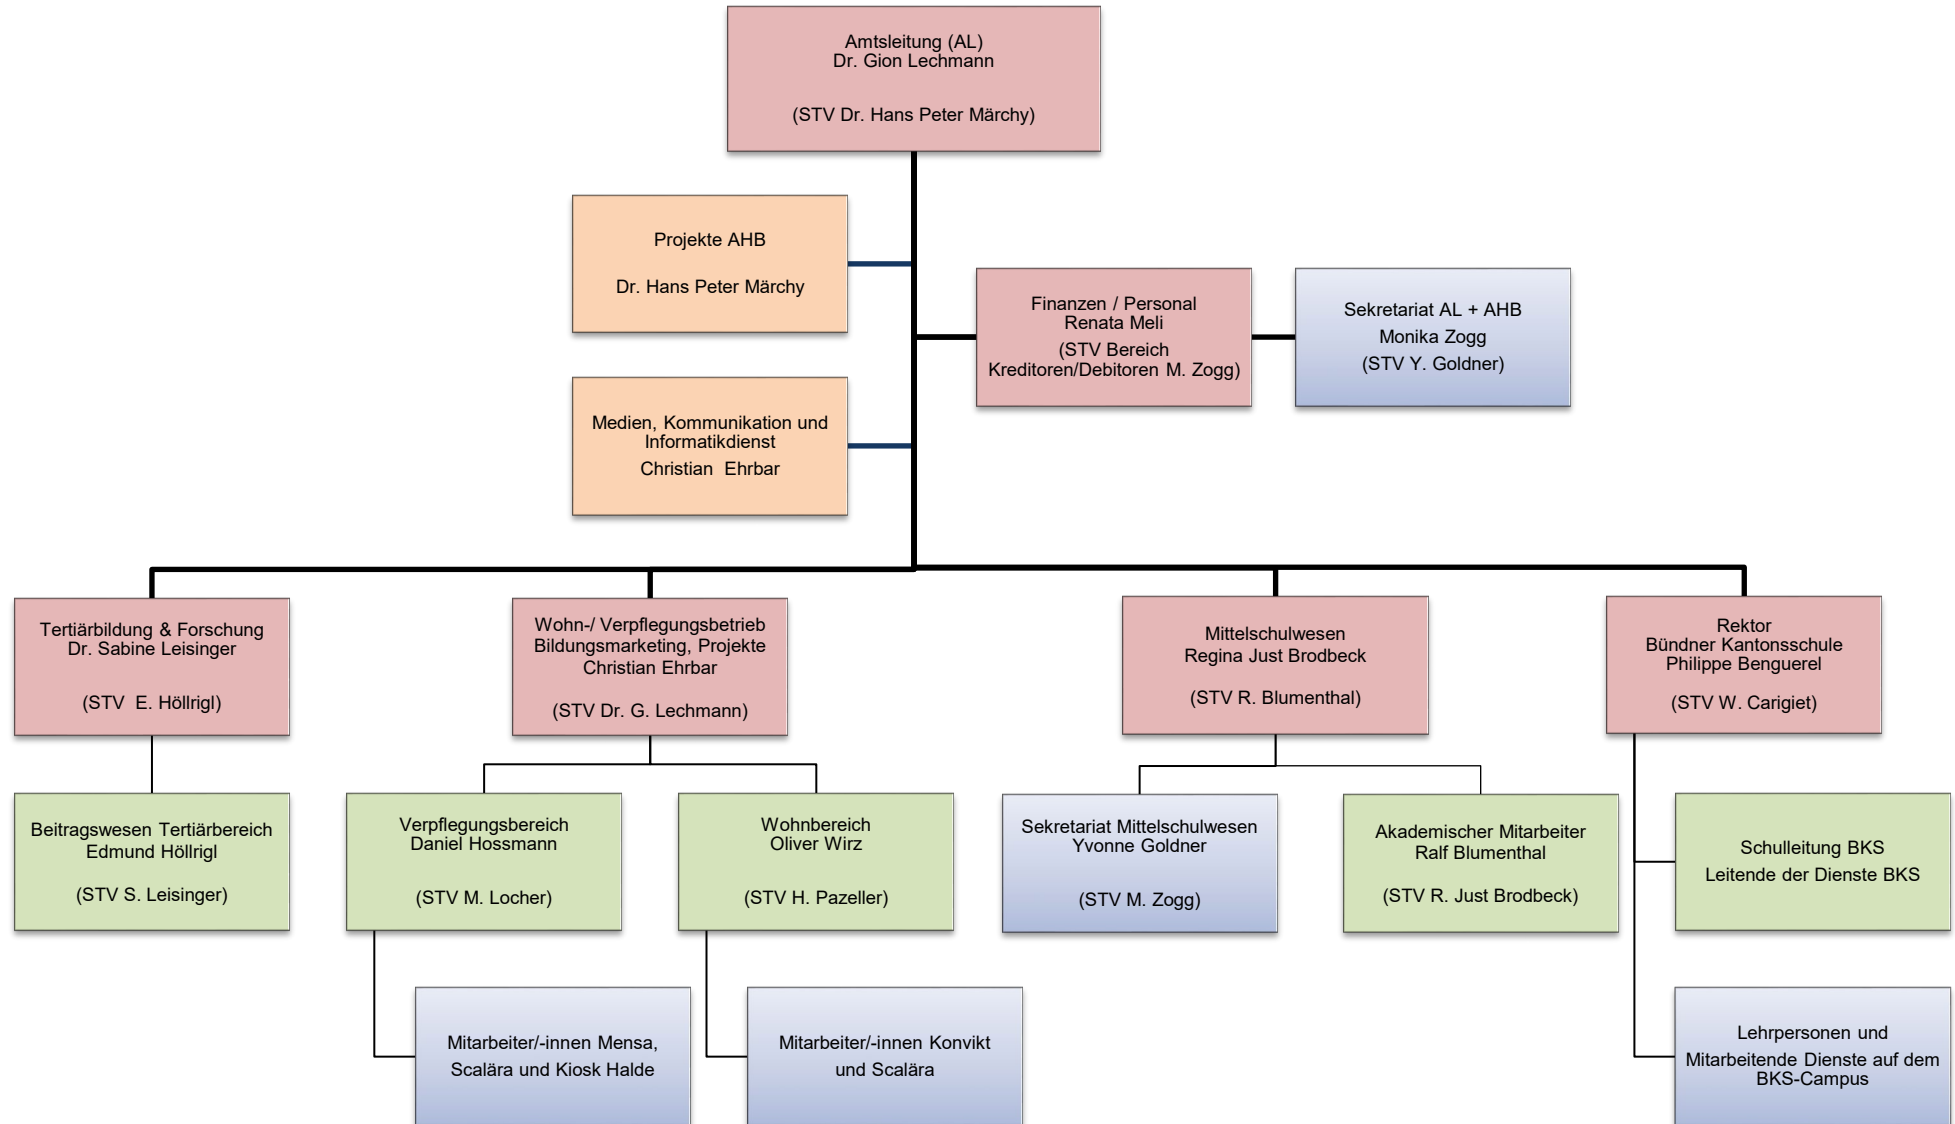 Amtsleitung (AL)
Dr. Gion Lechmann
(STV Dr. Hans Peter Märchy)
Projekte AHB
Dr. Hans Peter Märchy
Finanzen / Personal
Renata Meli
(STV Bereich
Kreditoren/Debitoren M. Zogg)
Sekretariat AL + AHB
Monika Zogg
(STV Y. Goldner)
Medien, Kommunikation und
Informatikdienst
Christian Ehrbar
Tertiärbildung & Forschung
Dr. Sabine Leisinger
(STV E. Höllrigl)
Wohn-/ Verpflegungsbetrieb
Bildungsmarketing, Projekte
Christian Ehrbar
(STV Dr. G. Lechmann)
Mittelschulwesen
Regina Just Brodbeck
(STV R. Blumenthal)
Rektor
Bündner Kantonsschule
Philippe Benguerel
(STV W. Carigiet)
Beitragswesen Tertiärbereich
Edmund Höllrigl
(STV S. Leisinger)
Verpflegungsbereich
Daniel Hossmann
(STV M. Locher)
Wohnbereich
Oliver Wirz
(STV H. Pazeller)
Sekretariat Mittelschulwesen
Yvonne Goldner
(STV M. Zogg)
Akademischer Mitarbeiter
Ralf Blumenthal
(STV R. Just Brodbeck)
Schulleitung BKS
Leitende der Dienste BKS
Mitarbeiter/-innen Mensa,
Scalära und Kiosk Halde
Mitarbeiter/-innen Konvikt
und Scalära
Lehrpersonen und
Mitarbeitende Dienste auf dem
BKS-Campus